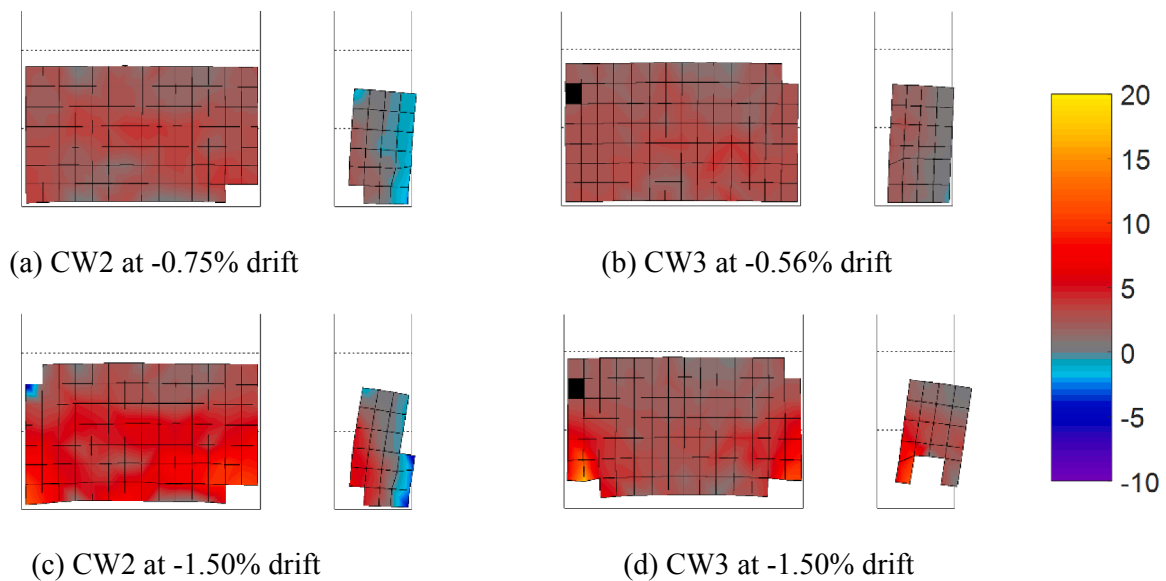 (a) CW2 at -0.75% drift
(b) CW3 at -0.56% drift
(c) CW2 at -1.50% drift
(d) CW3 at -1.50% drift
20
15
10
5
0
-5
-10